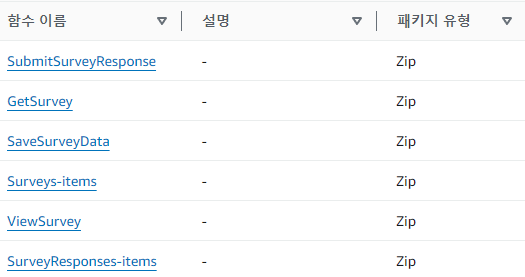 함수 이름 설명 패키지 유형
SubmitSurveyResponse - Zip
GetSurvey - Zip
SaveSurveyData - Zip
Surveys-items - Zip
ViewSurvey - Zip
SurveyResponses-items - Zip